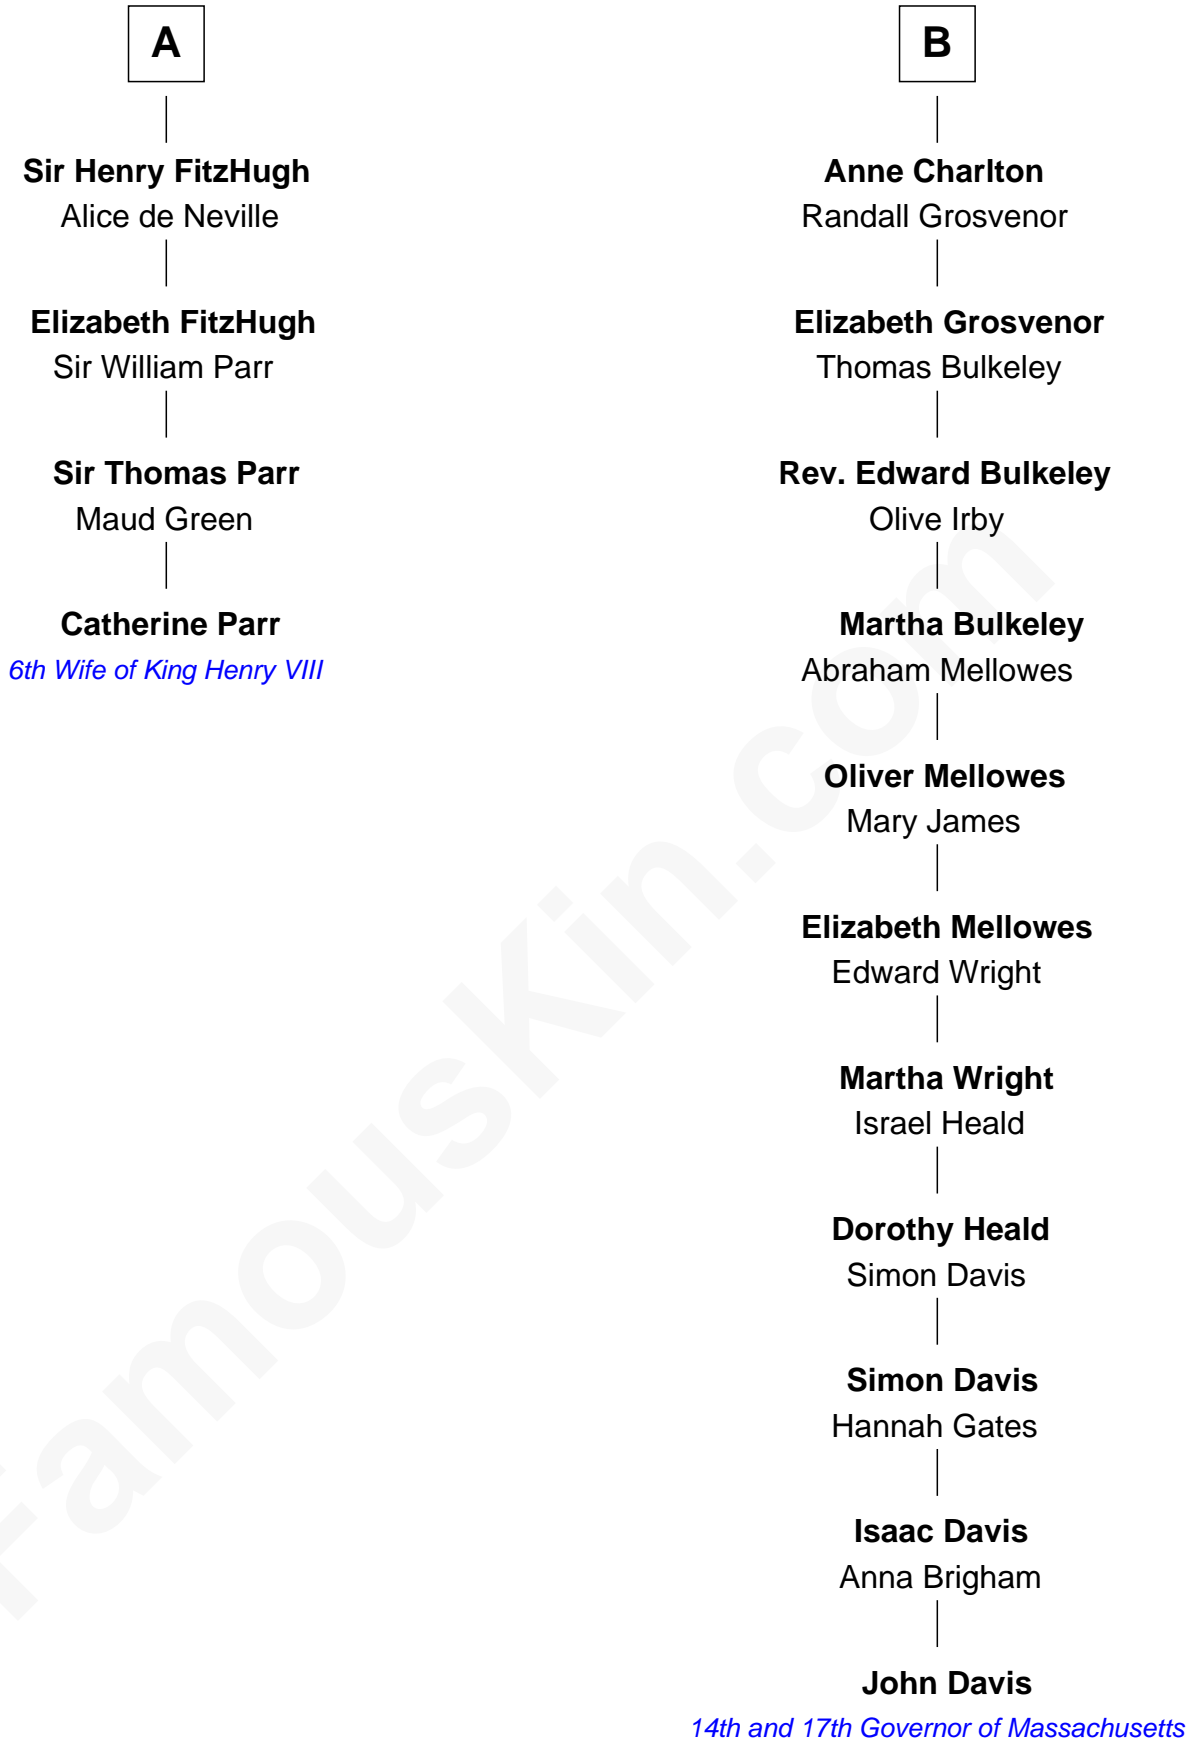 A
Sir Henry FitzHugh
Alice de Neville
Elizabeth FitzHugh
Sir William Parr
Sir Thomas Parr
Maud Green
Catherine Parr
6th Wife of King Henry VIII
B
Anne Charlton
Randall Grosvenor
Elizabeth Grosvenor
Thomas Bulkeley
Rev. Edward Bulkeley
Olive Irby
Martha Bulkeley
Abraham Mellowes
Oliver Mellowes
Mary James
Elizabeth Mellowes
Edward Wright
Martha Wright
Israel Heald
Dorothy Heald
Simon Davis
Simon Davis
Hannah Gates
Isaac Davis
Anna Brigham
John Davis
14th and 17th Governor of Massachusetts
FamousKin.com